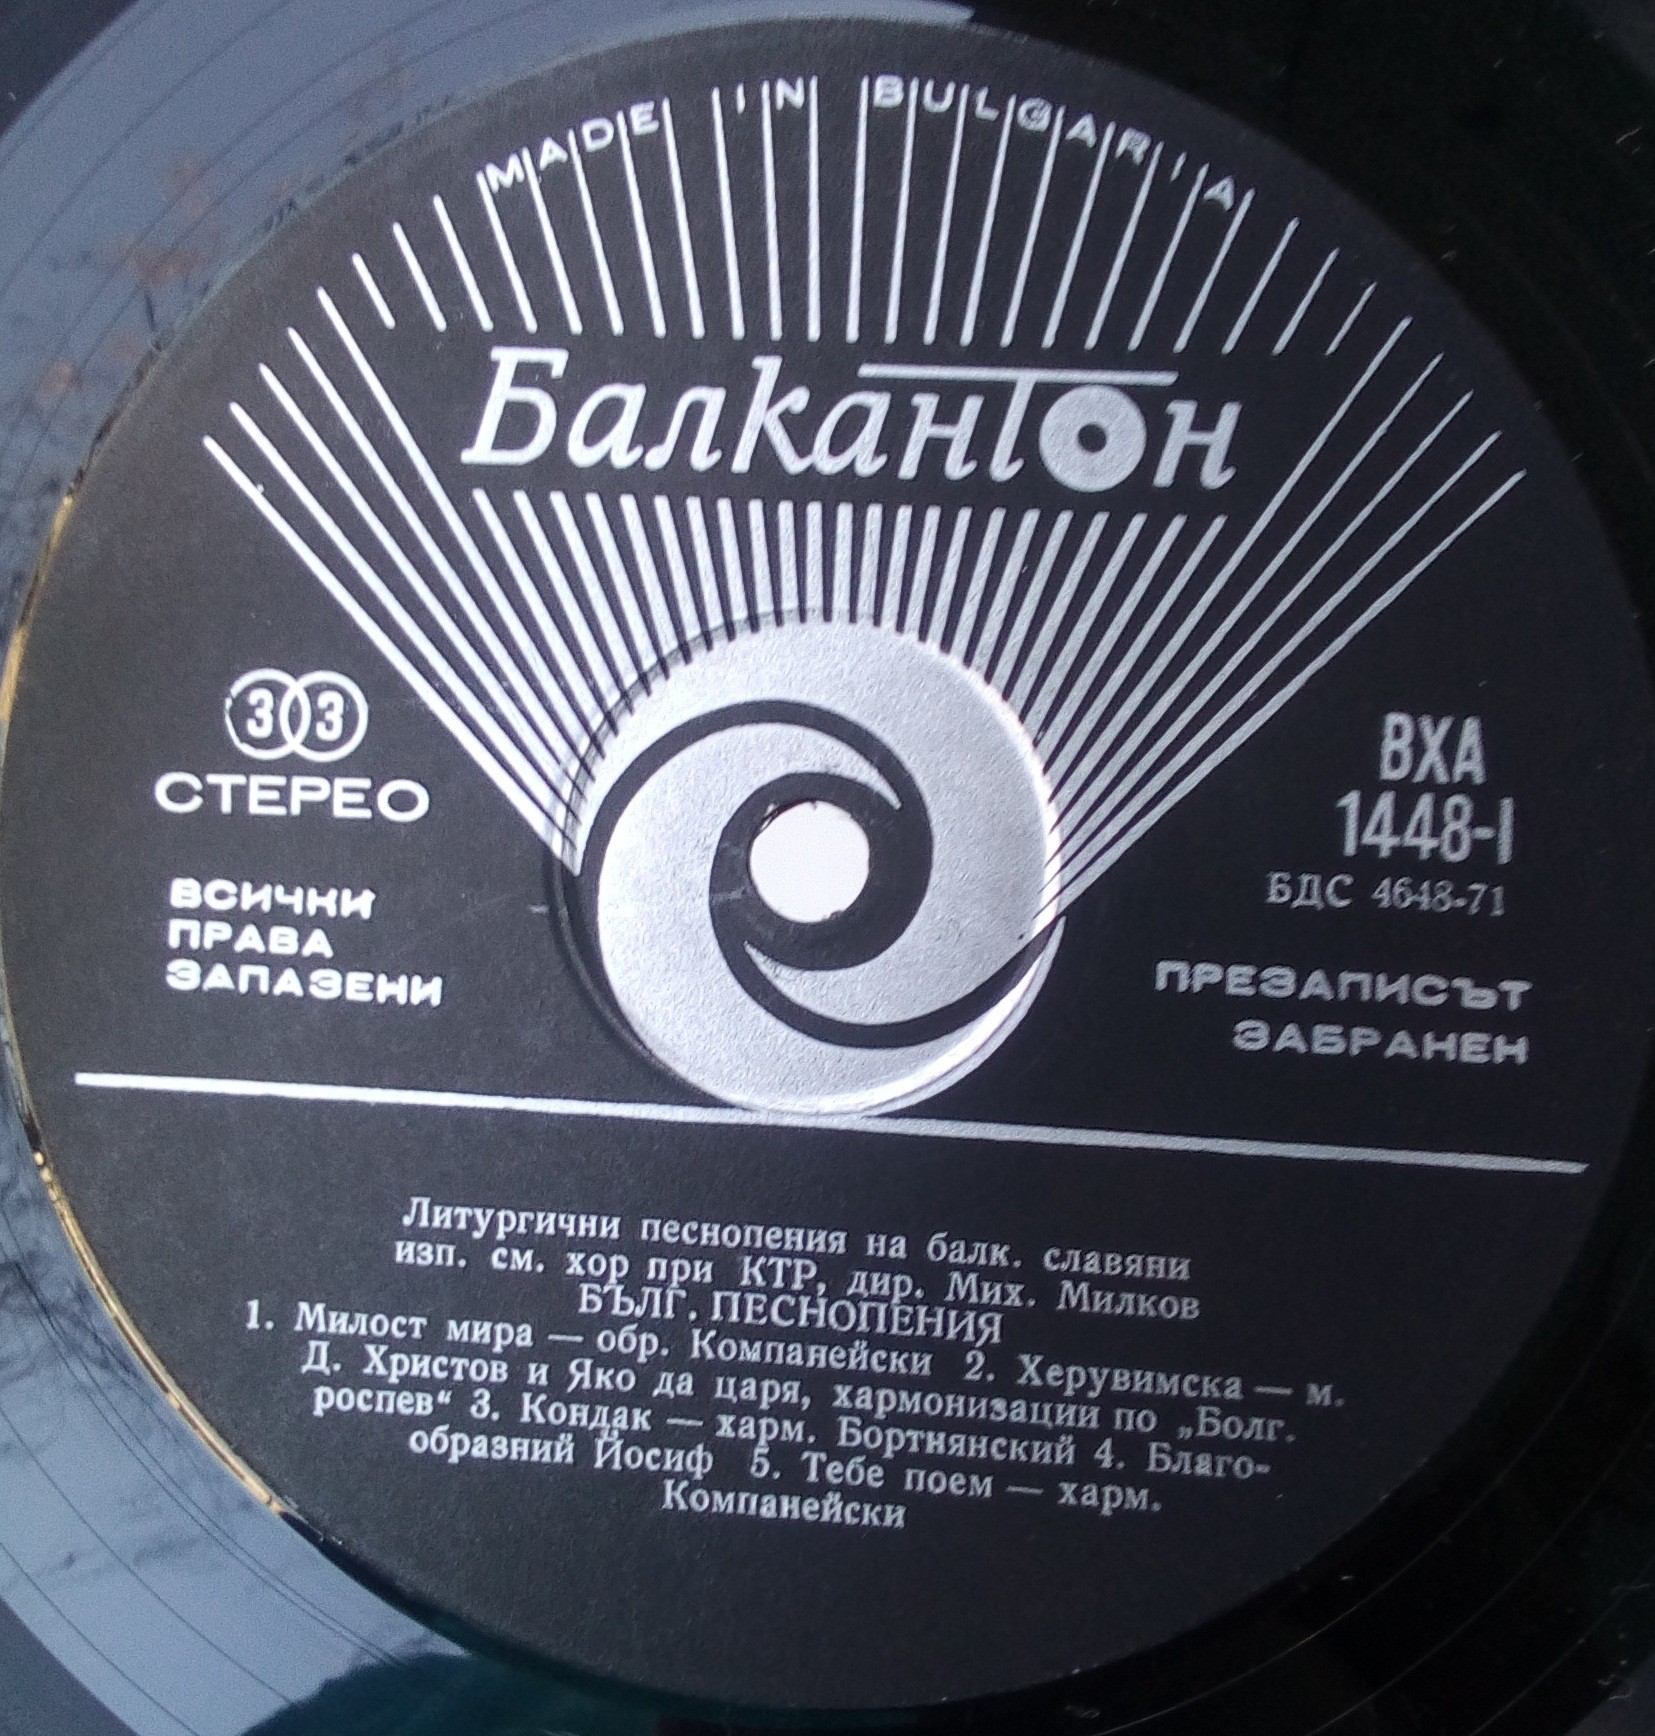 MADE IN BULGARIA
Балкантон
33
СТЕРЕО
ВСИЧКИ
ПРАВА
ЗАПАЗЕНИ
ВХА
1448-I
БДС 4648-71
ПРЕЗАПИСЪТ
ЗАБРАНЕН
Литургични песнопения на балк. славяни
изп. см. хор при КТР, дир. Мих. Милков
БЪЛГ. ПЕСНОПЕНИЯ
1. Милост мира — обр. Компанейски 2. Херувимска — м.
Д. Христов и Яко да царя, хармонизации по „Болг.
роспев“ 3. Кондак — харм. Бортнянский 4. Благо-
образний Йосиф 5. Тебе поем — харм.
Компанейски